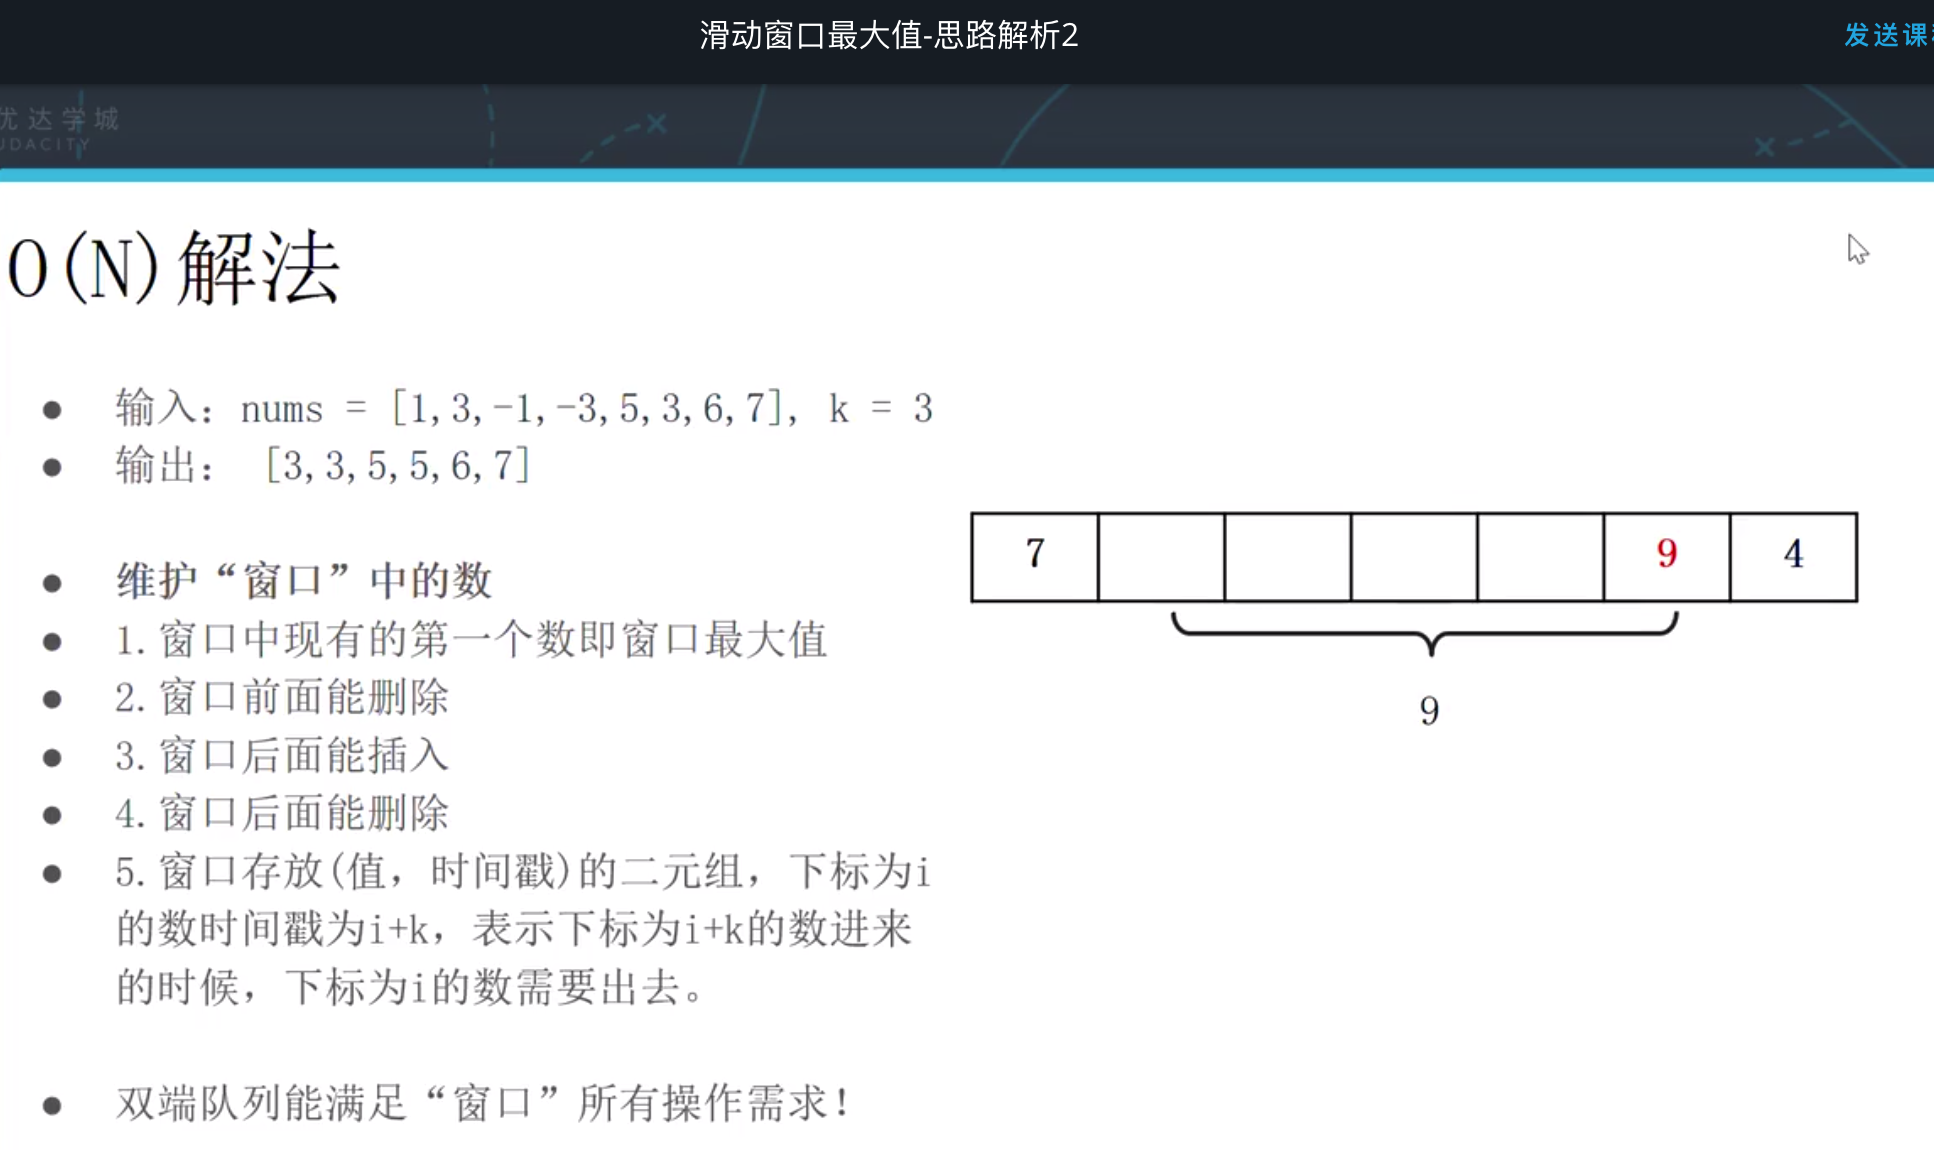 滑动窗口最大值-思路解析2
发送课
优达学城
UDACITY
O(N)解法
● 输入：nums = [1,3,-1,-3,5,3,6,7], k = 3
● 输出： [3,3,5,5,6,7]
● 维护“窗口”中的数
● 1.窗口中现有的第一个数即窗口最大值
● 2.窗口前面能删除
● 3.窗口后面能插入
● 4.窗口后面能删除
● 5.窗口存放(值，时间戳)的二元组，下标为i
的数时间戳为i+k，表示下标为i+k的数进来
的时候，下标为i的数需要出去。
● 双端队列能满足“窗口”所有操作需求！
7 9 4
9